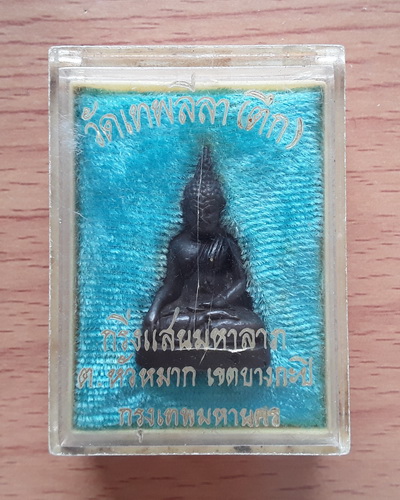 วัดเทพลีลา (ตึก)
กริ่งแสนมหาลาภ
ต. หัวหมาก เขตบางกะปิ
กรุงเทพมหานคร